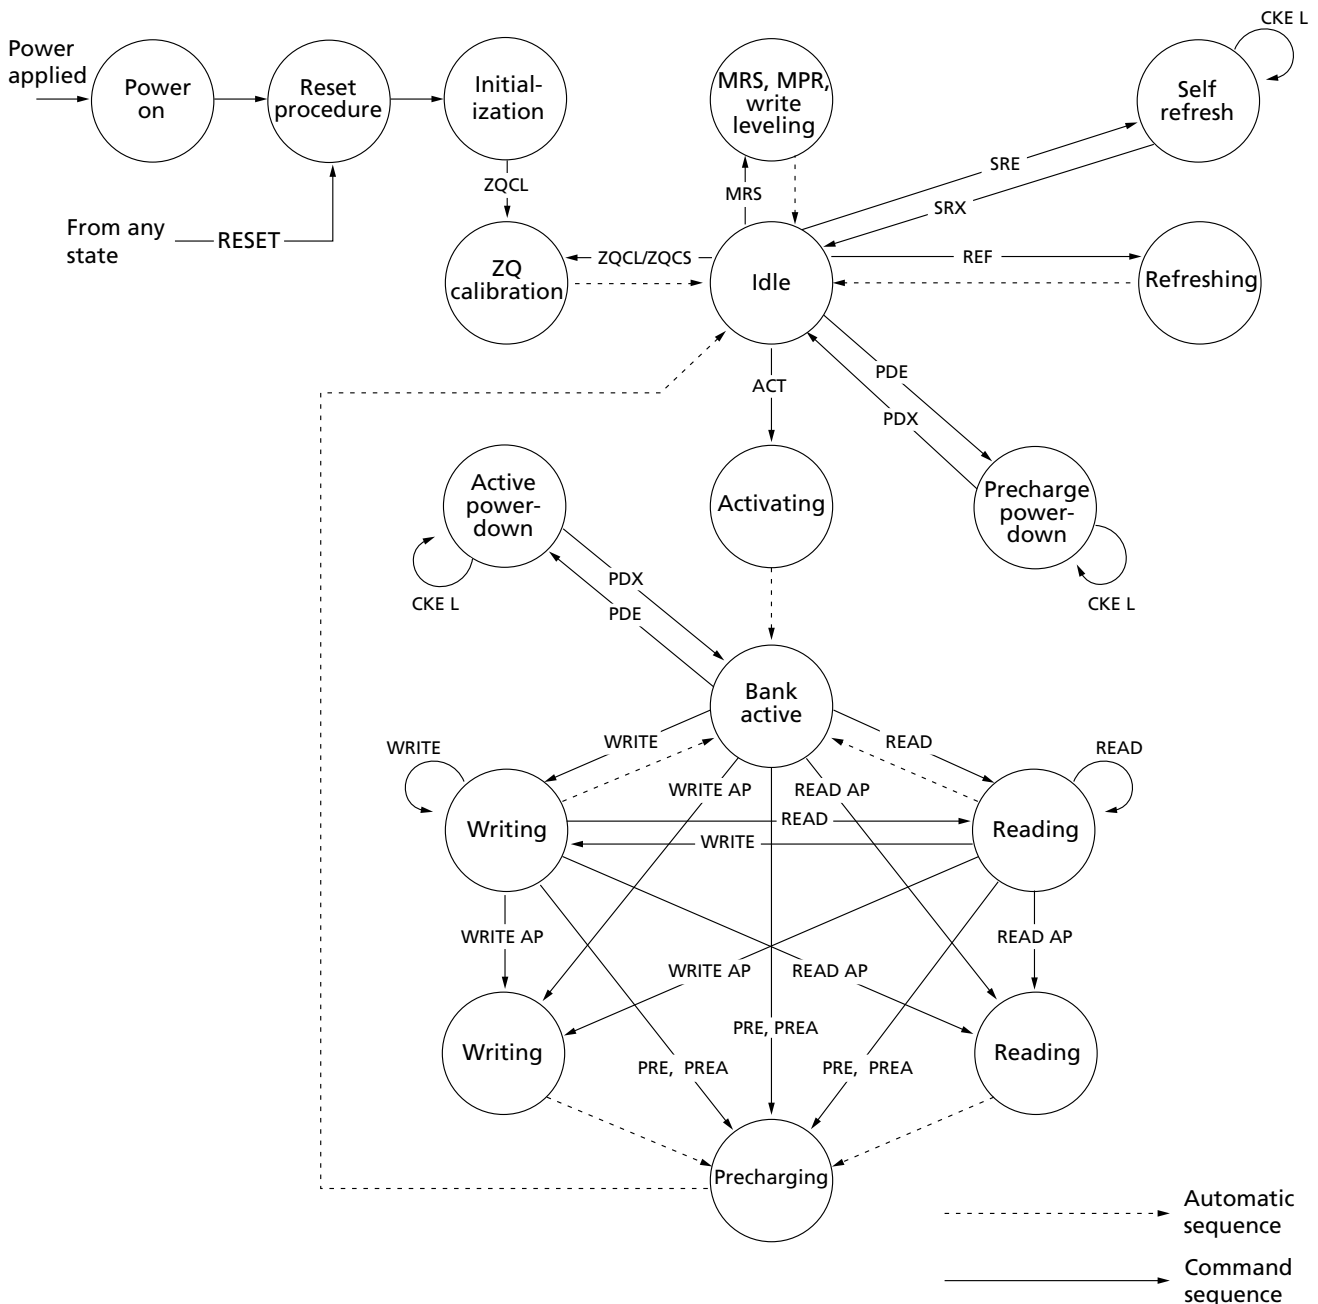 Power
applied
Power
on
Reset
procedure
Initial-
ization
MRS, MPR,
write
leveling
Self
refresh
CKE L
From any
state
RESET
ZQCL
MRS
SRE
SRX
ZQ
calibration
ZQCL/ZQCS
Idle
REF
Refreshing
ACT
PDE
PDX
Active
power-
down
CKE L
Activating
Precharge
power-
down
CKE L
PDX
PDE
Bank
active
WRITE
WRITE
READ
READ
WRITE AP
READ AP
Writing
READ
WRITE
Reading
WRITE AP
READ AP
WRITE AP
READ AP
Writing
PRE, PREA
Reading
PRE, PREA
PRE, PREA
Precharging
Automatic
sequence
Command
sequence